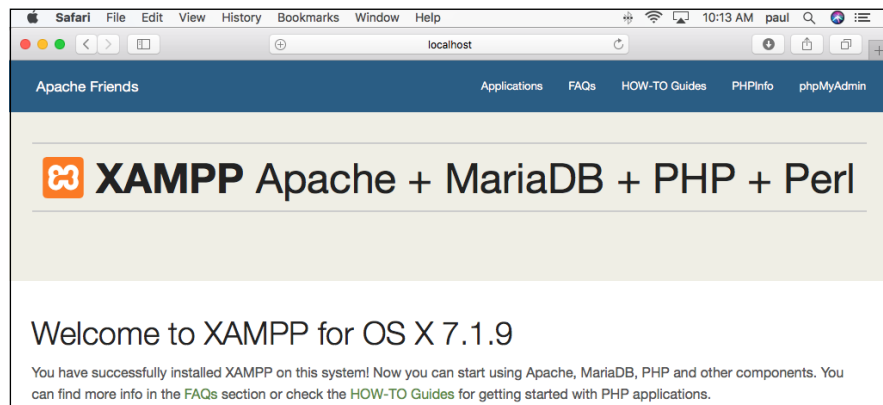 Safari File Edit View History Bookmarks Window Help 10:13 AM paul
localhost
Apache Friends Applications FAQs HOW-TO Guides PHPInfo phpMyAdmin
XAMPP Apache + MariaDB + PHP + Perl
Welcome to XAMPP for OS X 7.1.9
You have successfully installed XAMPP on this system! Now you can start using Apache, MariaDB, PHP and other components. You
can find more info in the FAQs section or check the HOW-TO Guides for getting started with PHP applications.